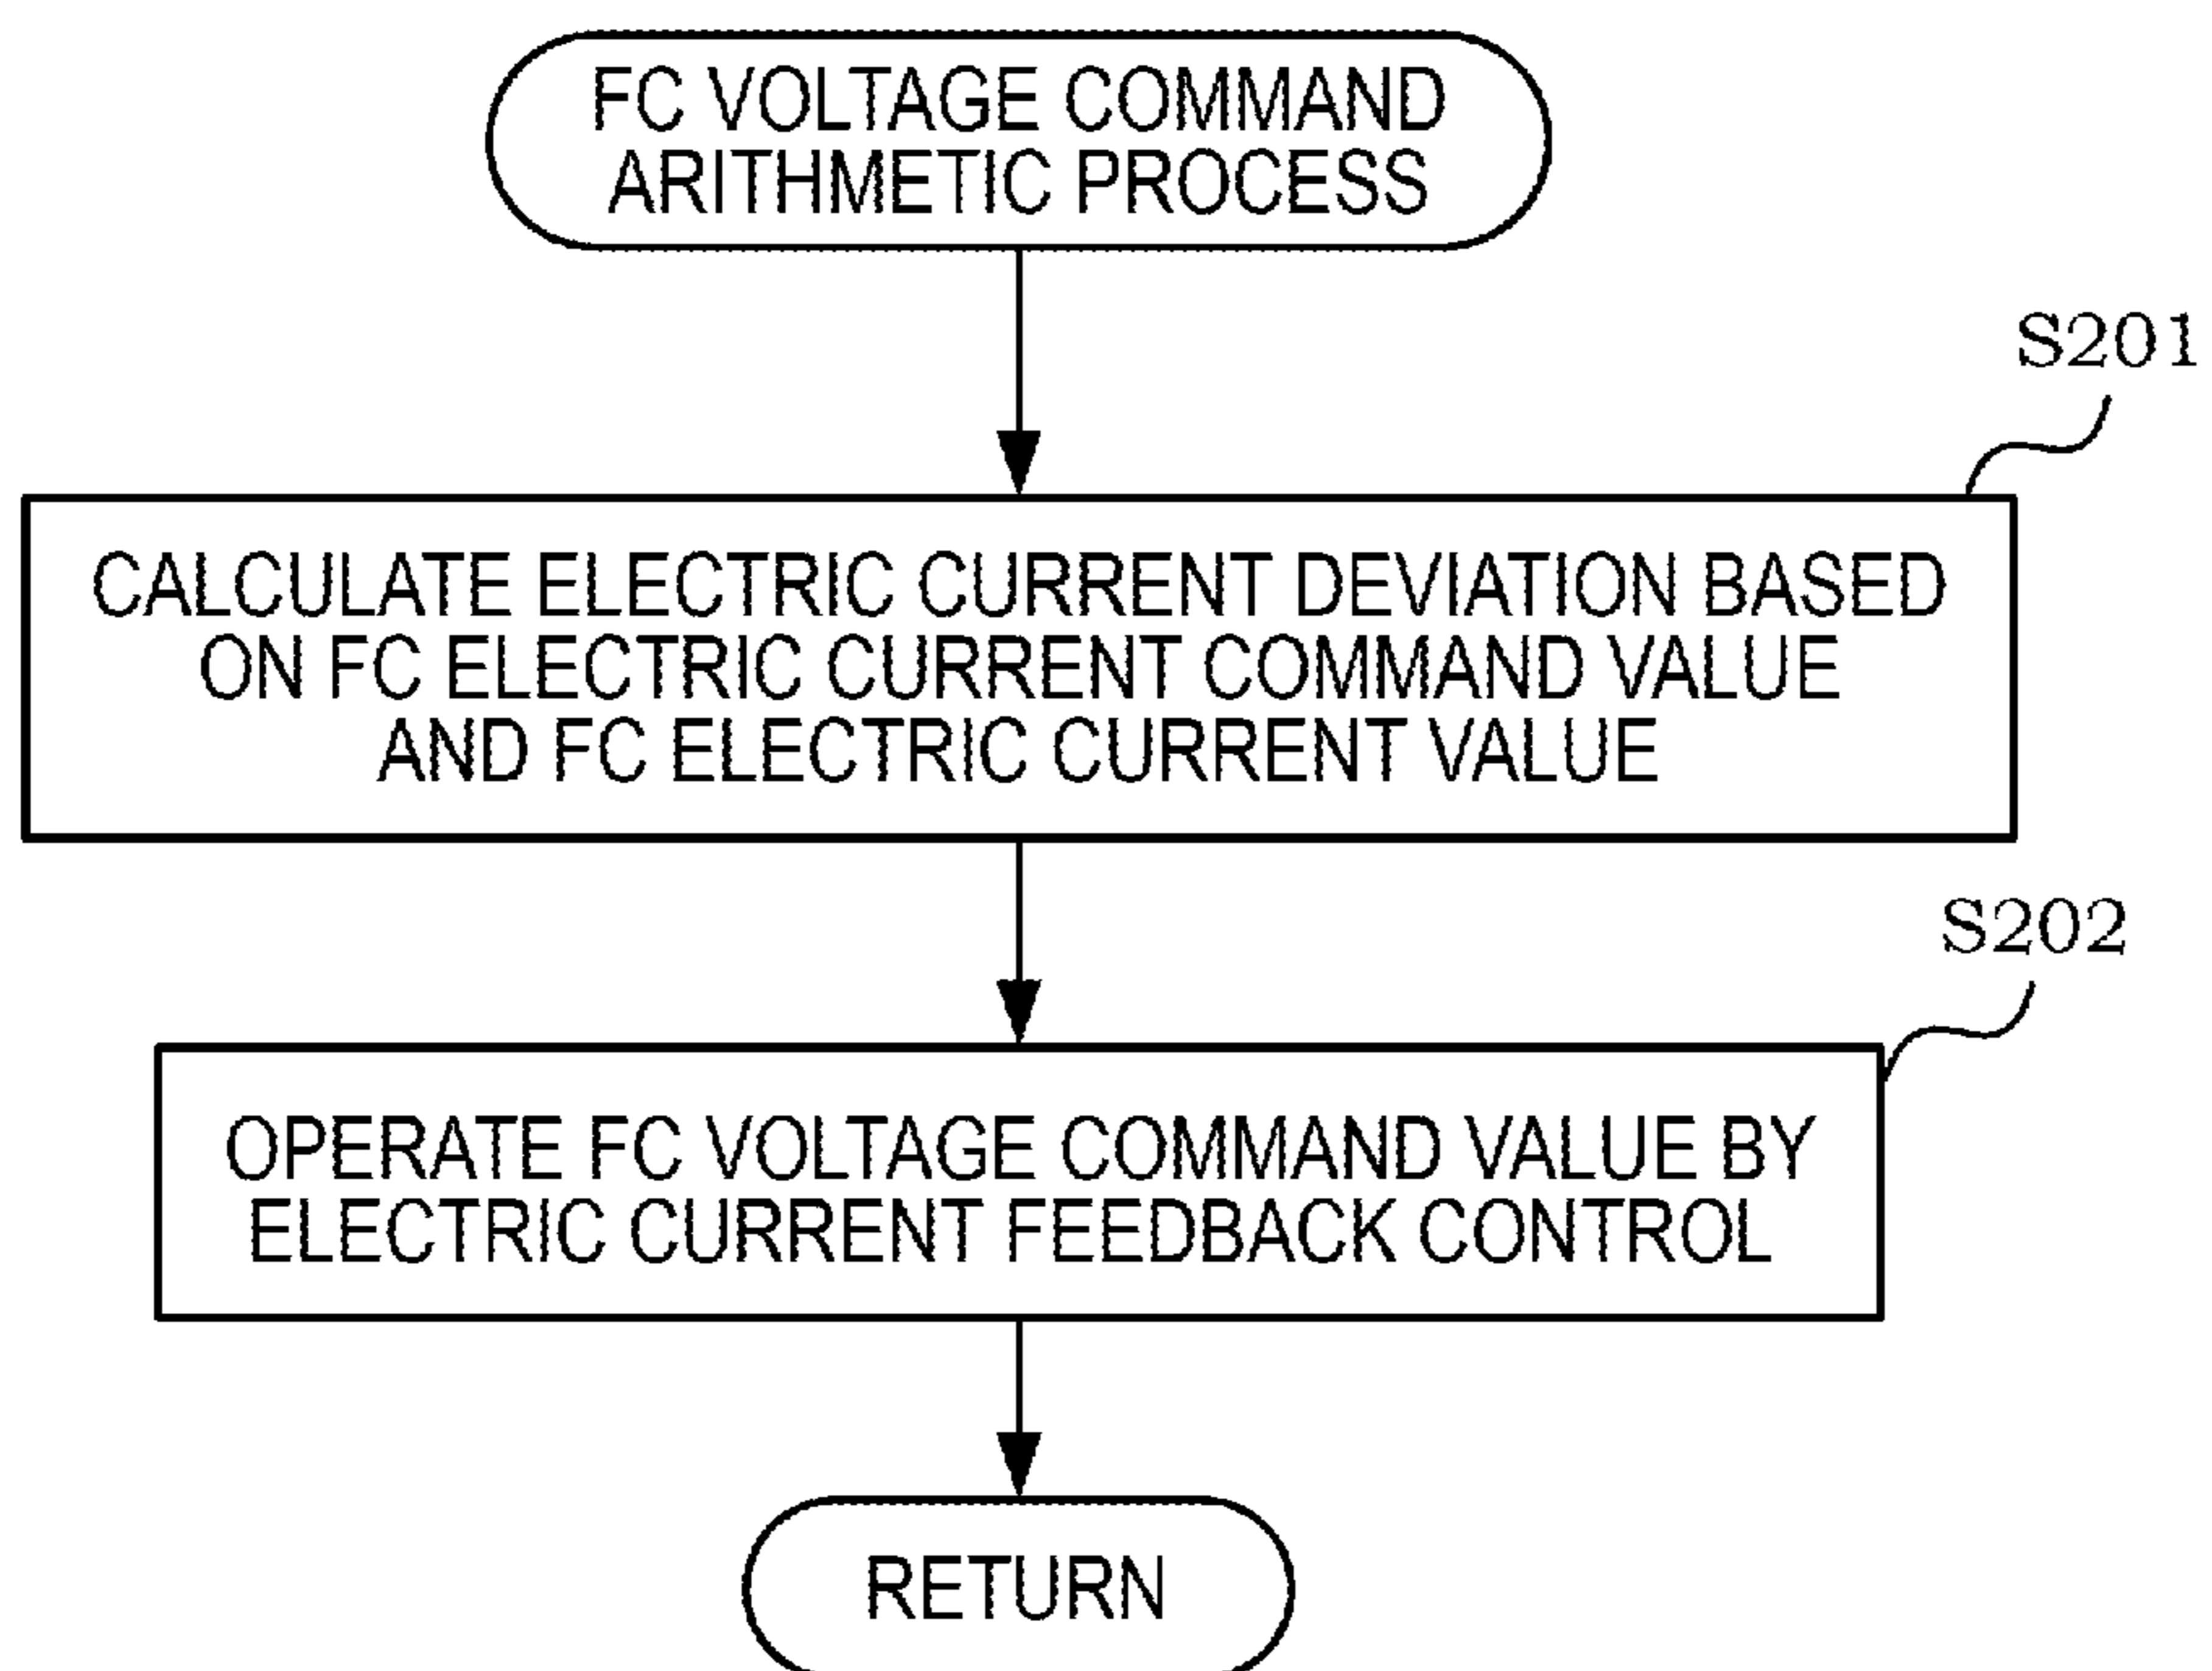 FC VOLTAGE COMMAND
ARITHMETIC PROCESS
S201
CALCULATE ELECTRIC CURRENT DEVIATION BASED
ON FC ELECTRIC CURRENT COMMAND VALUE
AND FC ELECTRIC CURRENT VALUE
S202
OPERATE FC VOLTAGE COMMAND VALUE BY
ELECTRIC CURRENT FEEDBACK CONTROL
RETURN